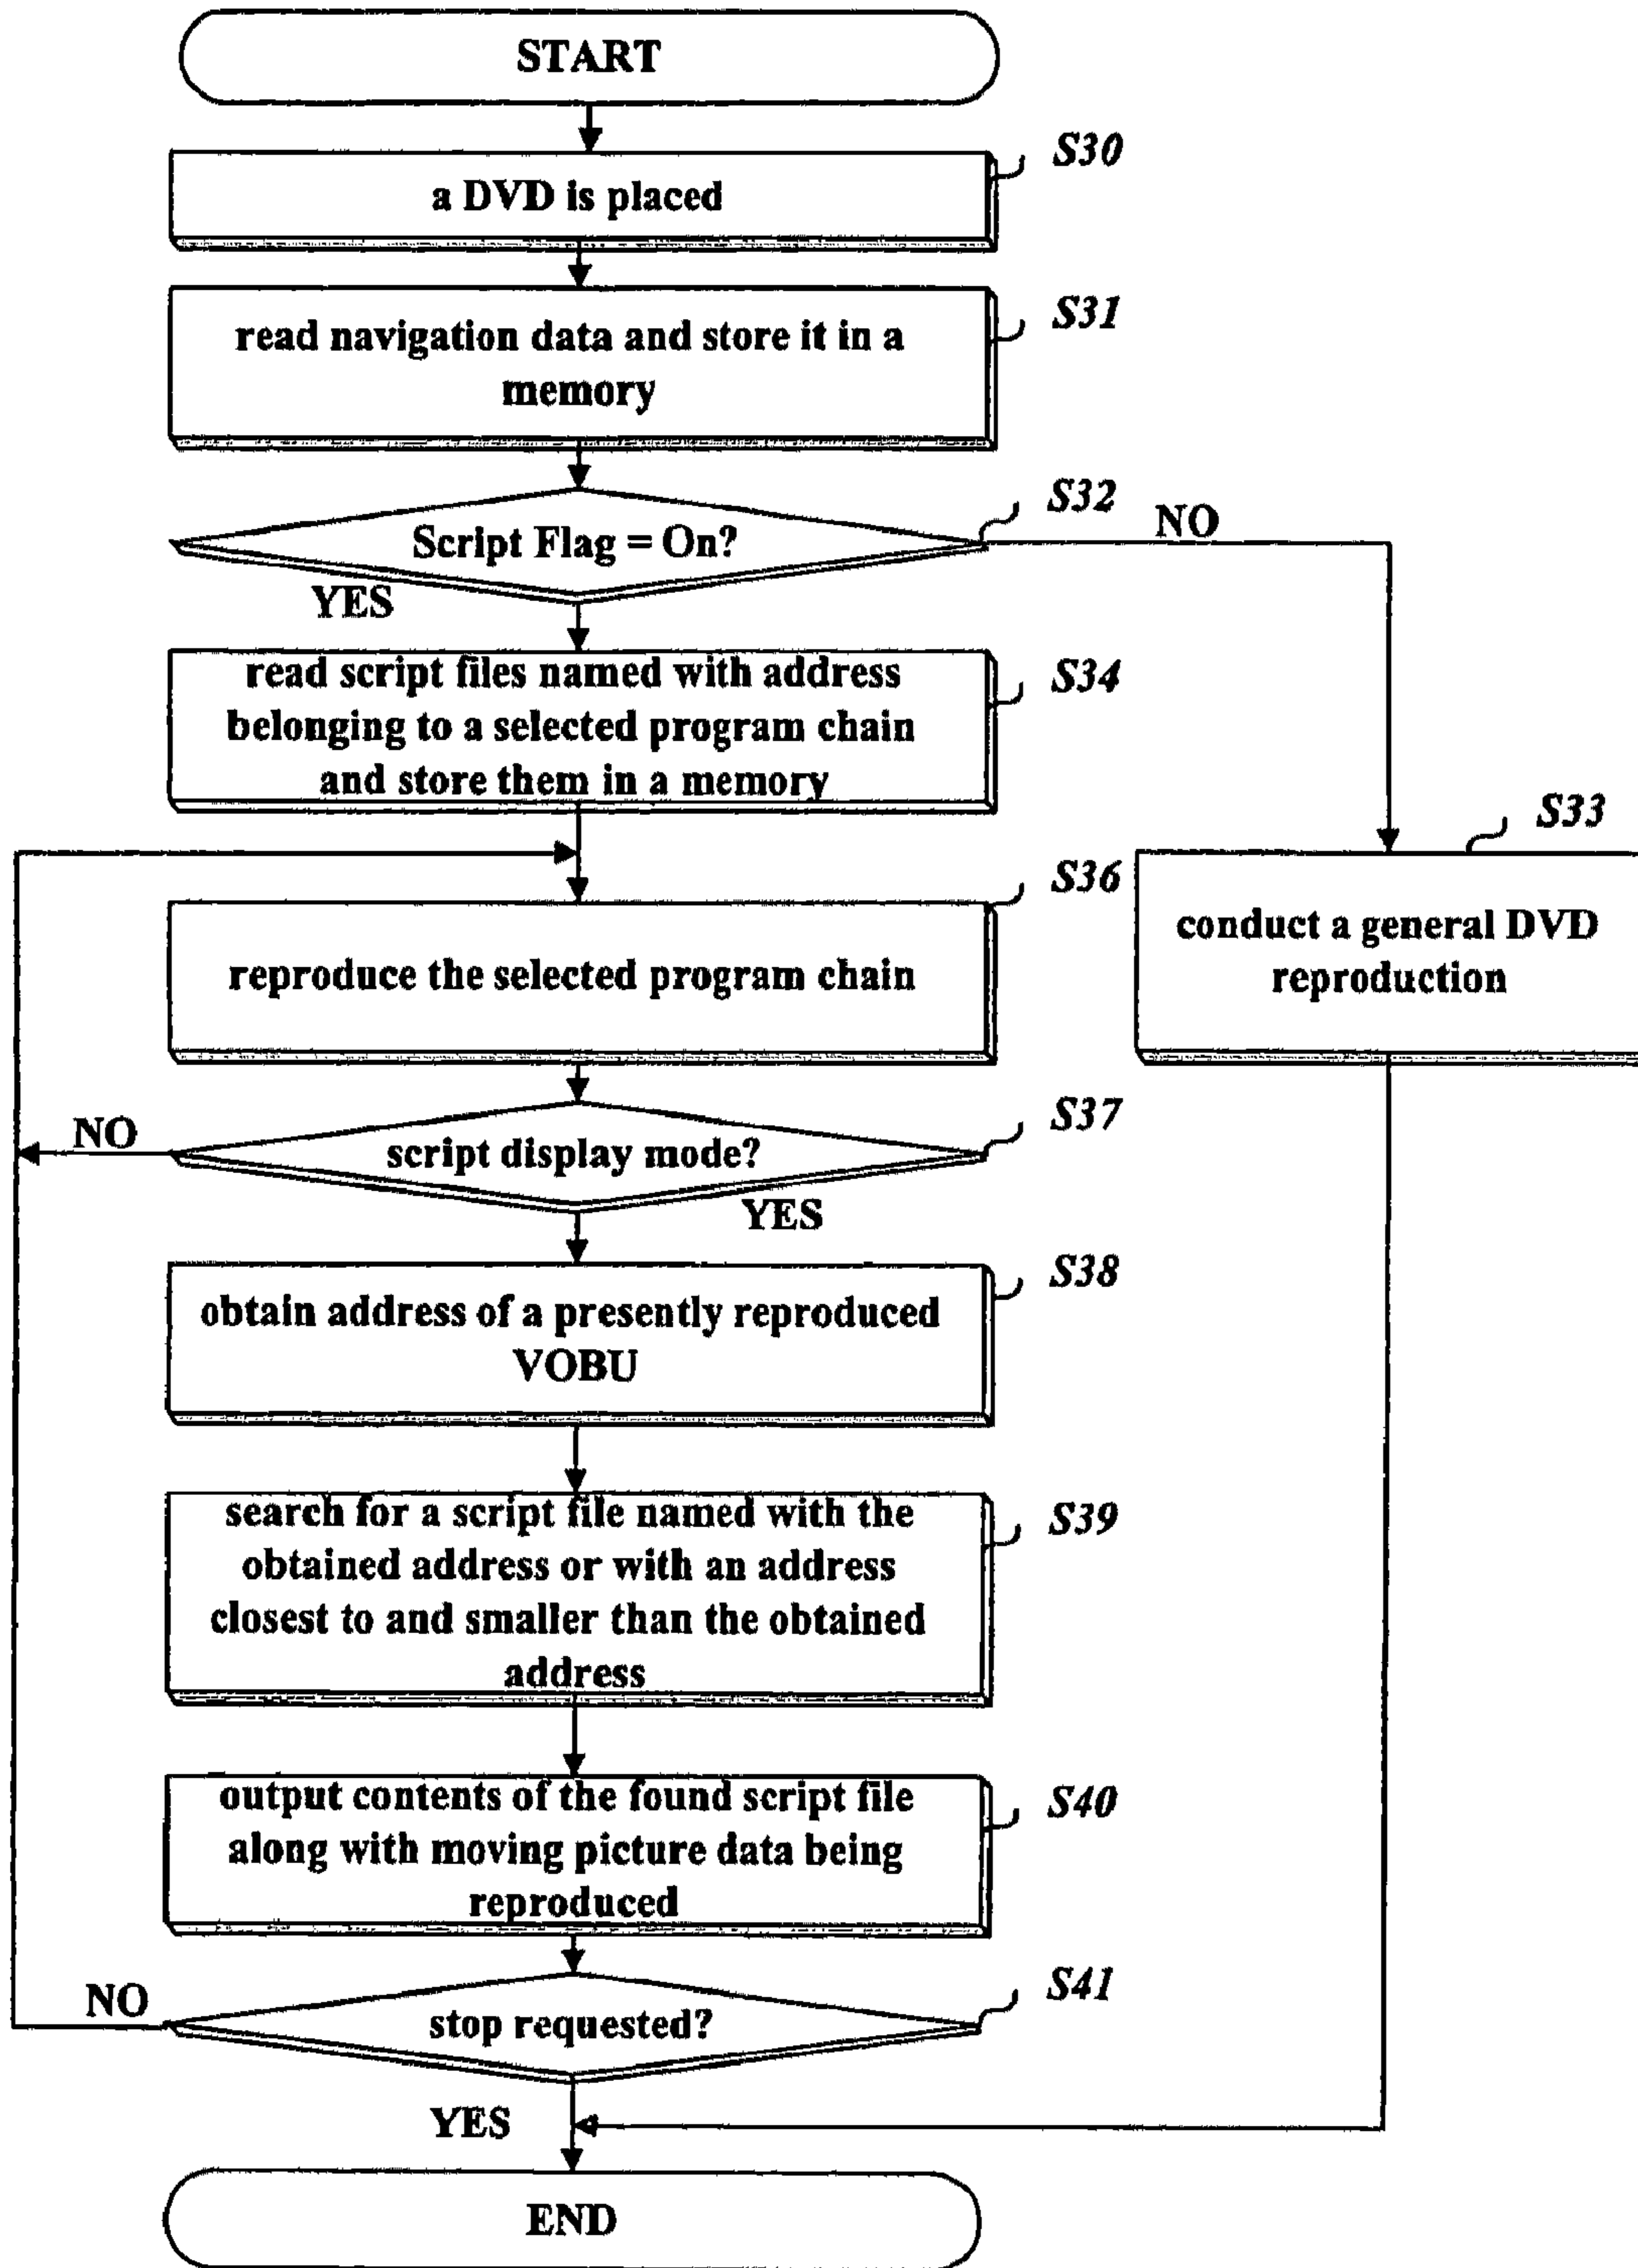 START
S30
a DVD is placed
S31
read navigation data and store it in a
memory
S32
Script Flag = On?
NO
YES
S34
read script files named with address
belonging to a selected program chain
and store them in a memory
S33
conduct a general DVD
reproduction
S36
reproduce the selected program chain
S37
script display mode?
NO
YES
S38
obtain address of a presently reproduced
VOBU
S39
search for a script file named with the
obtained address or with an address
closest to and smaller than the obtained
address
S40
output contents of the found script file
along with moving picture data being
reproduced
S41
stop requested?
NO
YES
END